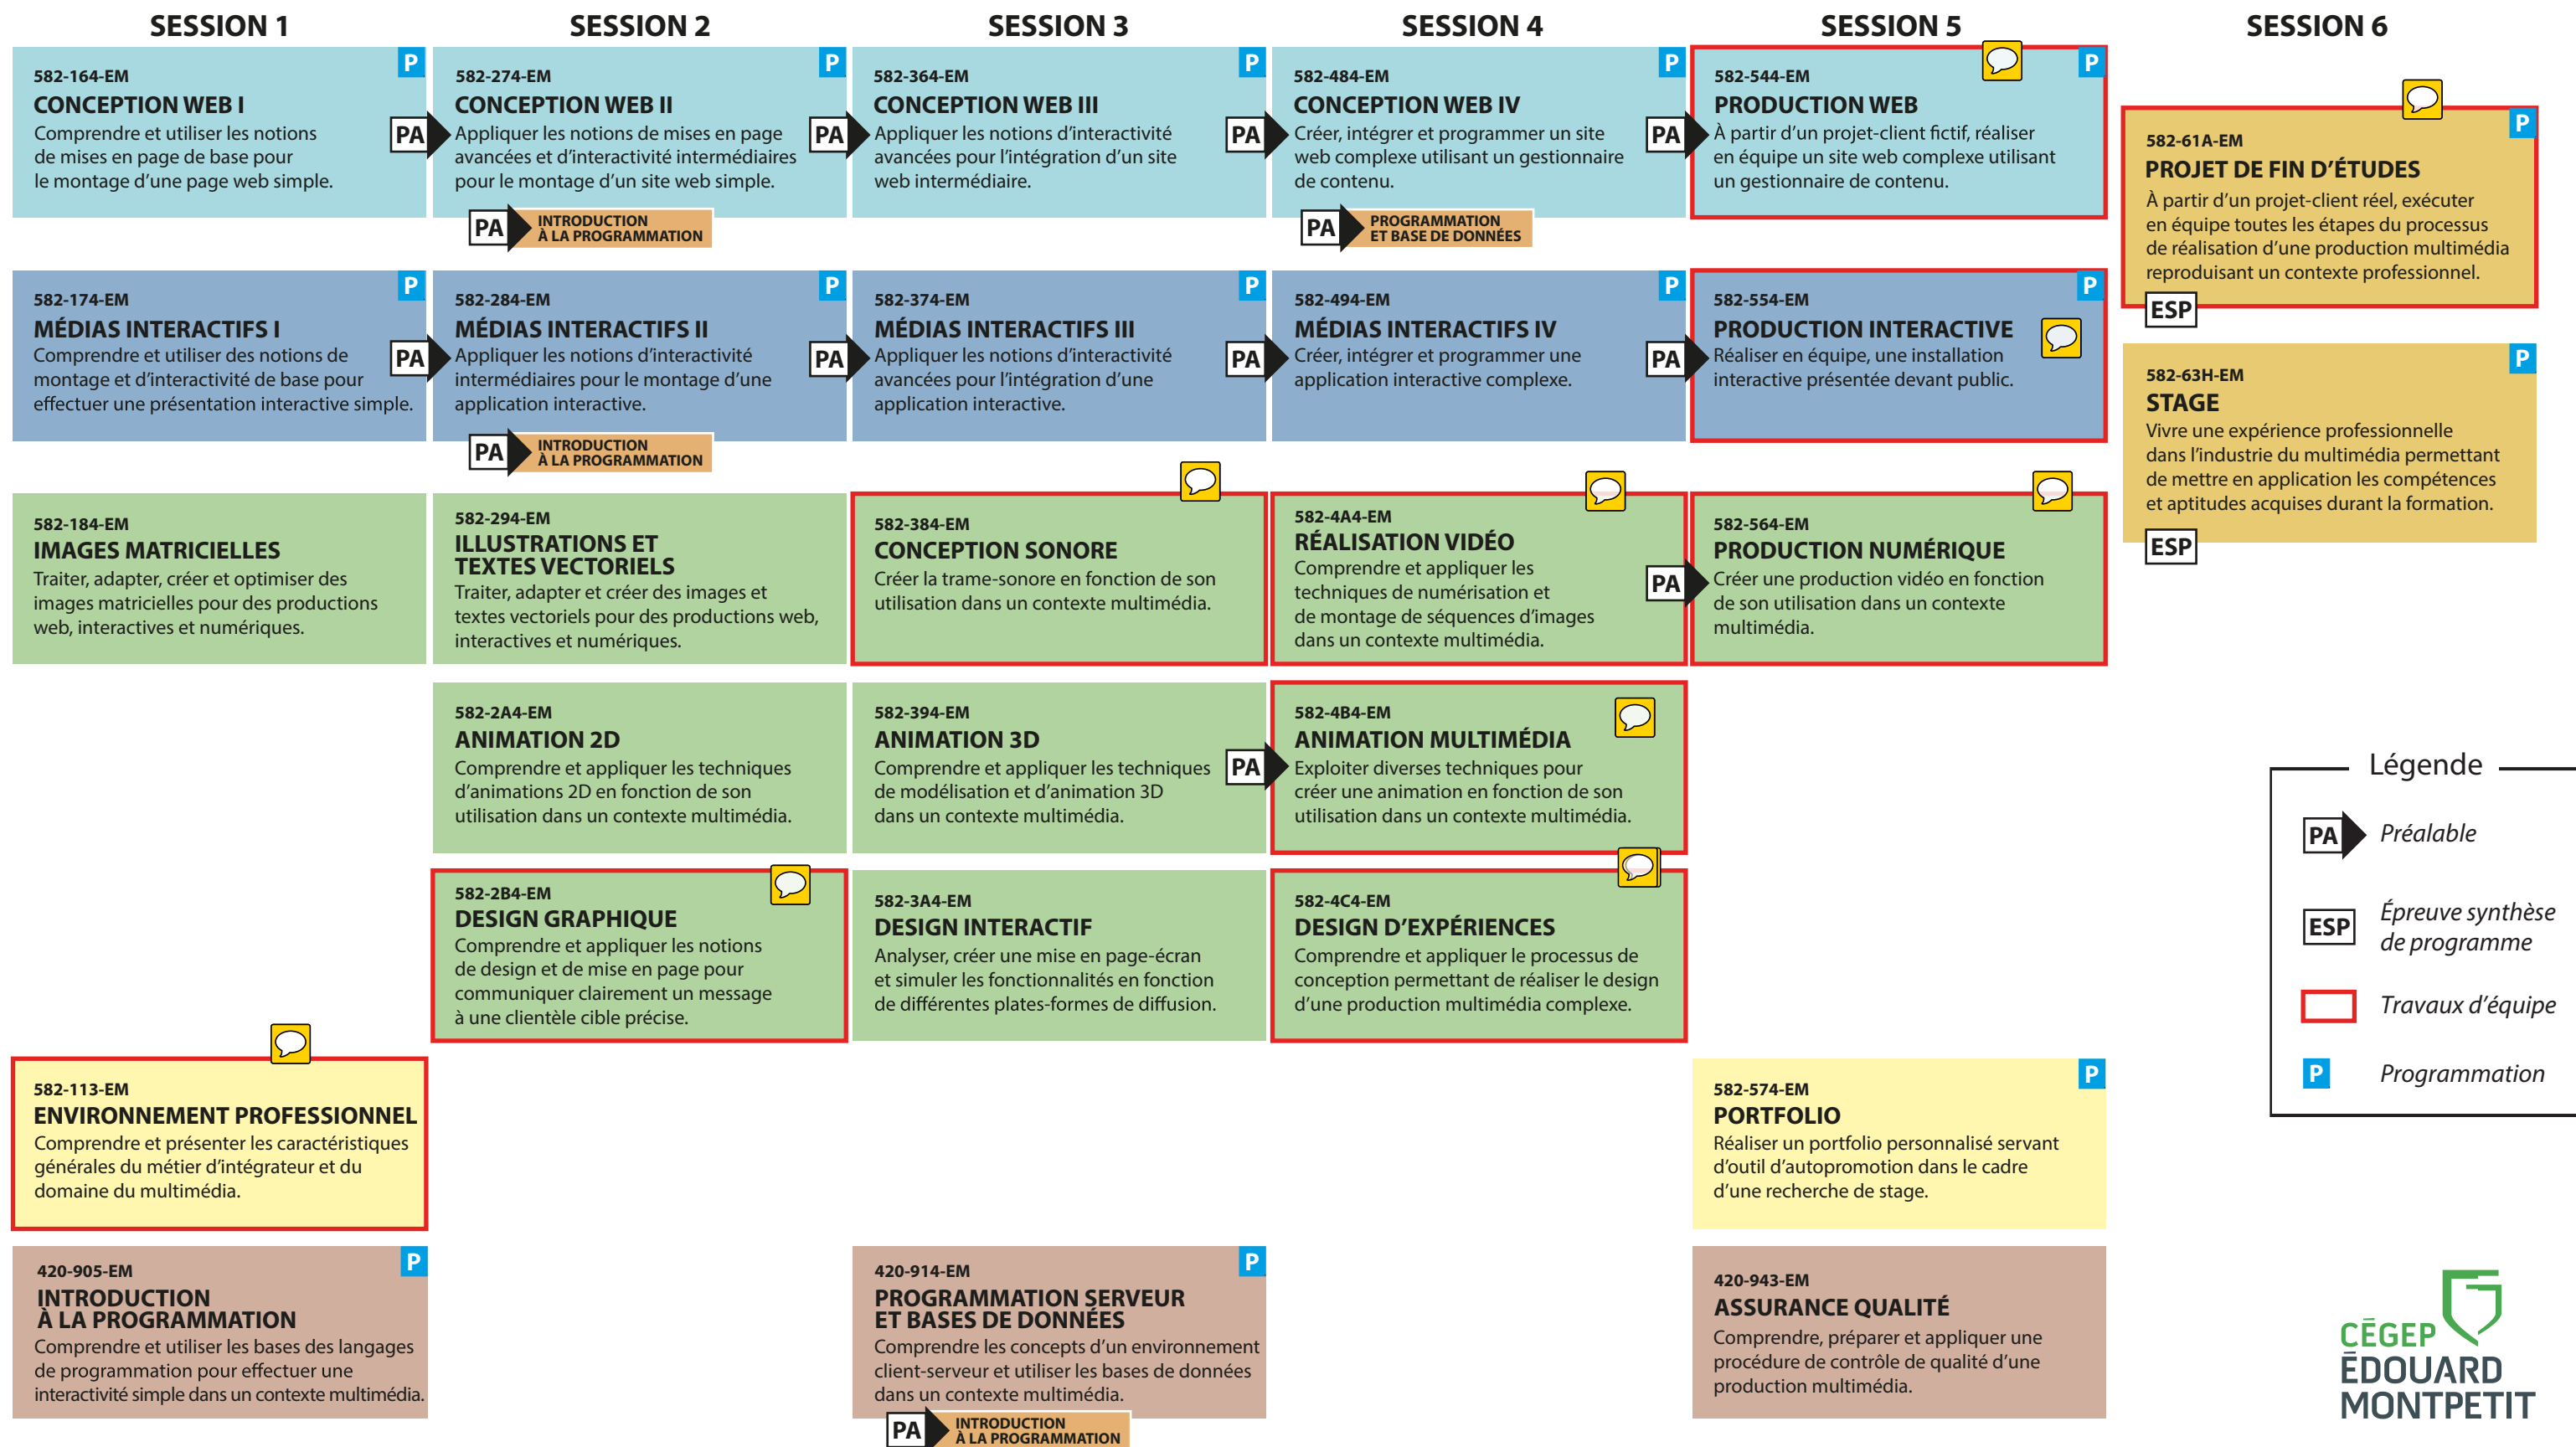 SESSION 1
SESSION 2
SESSION 3
SESSION 4
SESSION 5
SESSION 6
582-164-EM
P
CONCEPTION WEB I
Comprendre et utiliser les notions
de mises en page de base pour
le montage d'une page web simple.
PA
582-274-EM
P
CONCEPTION WEB II
Appliquer les notions de mises en page
avancées et d'interactivité intermédiaires
pour le montage d'un site web simple.
PA
INTRODUCTION
À LA PROGRAMMATION
PA
582-364-EM
P
CONCEPTION WEB III
Appliquer les notions d'interactivité
avancées pour l'intégration d'un site
web intermédiaire.
PA
582-484-EM
P
CONCEPTION WEB IV
Créer, intégrer et programmer un site
web complexe utilisant un gestionnaire
de contenu.
PA
PROGRAMMATION
ET BASE DE DONNÉES
PA
582-544-EM
P
PRODUCTION WEB
À partir d'un projet-client fictif, réaliser
en équipe un site web complexe utilisant
un gestionnaire de contenu.
582-61A-EM
P
PROJET DE FIN D'ÉTUDES
À partir d'un projet-client réel, exécuter
en équipe toutes les étapes du processus
de réalisation d'une production multimédia
reproduisant un contexte professionnel.
ESP
582-174-EM
P
MÉDIAS INTERACTIFS I
Comprendre et utiliser des notions de
montage et d'interactivité de base pour
effectuer une présentation interactive simple.
PA
582-284-EM
P
MÉDIAS INTERACTIFS II
Appliquer les notions d'interactivité
intermédiaires pour le montage d'une
application interactive.
PA
INTRODUCTION
À LA PROGRAMMATION
PA
582-374-EM
P
MÉDIAS INTERACTIFS III
Appliquer les notions d'interactivité
avancées pour l'intégration d'une
application interactive.
PA
582-494-EM
P
MÉDIAS INTERACTIFS IV
Créer, intégrer et programmer une
application interactive complexe.
PA
582-554-EM
P
PRODUCTION INTERACTIVE
Réaliser en équipe, une installation
interactive présentée devant public.
582-63H-EM
P
STAGE
Vivre une expérience professionnelle
dans l'industrie du multimédia permettant
de mettre en application les compétences
et aptitudes acquises durant la formation.
ESP
582-184-EM
IMAGES MATRICIELLES
Traiter, adapter, créer et optimiser des
images matricielles pour des productions
web, interactives et numériques.
582-294-EM
ILLUSTRATIONS ET
TEXTES VECTORIELS
Traiter, adapter et créer des images et
textes vectoriels pour des productions web,
interactives et numériques.
582-384-EM
CONCEPTION SONORE
Créer la trame-sonore en fonction de son
utilisation dans un contexte multimédia.
582-4A4-EM
RÉALISATION VIDÉO
Comprendre et appliquer les
techniques de numérisation et
de montage de séquences d'images
dans un contexte multimédia.
PA
582-564-EM
PRODUCTION NUMÉRIQUE
Créer une production vidéo en fonction
de son utilisation dans un contexte
multimédia.
582-2A4-EM
ANIMATION 2D
Comprendre et appliquer les techniques
d'animations 2D en fonction de son
utilisation dans un contexte multimédia.
582-394-EM
ANIMATION 3D
Comprendre et appliquer les techniques
de modélisation et d'animation 3D
dans un contexte multimédia.
PA
582-4B4-EM
ANIMATION MULTIMÉDIA
Exploiter diverses techniques pour
créer une animation en fonction de son
utilisation dans un contexte multimédia.
582-2B4-EM
DESIGN GRAPHIQUE
Comprendre et appliquer les notions
de design et de mise en page pour
communiquer clairement un message
à une clientèle cible précise.
582-3A4-EM
DESIGN INTERACTIF
Analyser, créer une mise en page-écran
et simuler les fonctionnalités en fonction
de différentes plates-formes de diffusion.
582-4C4-EM
DESIGN D'EXPÉRIENCES
Comprendre et appliquer le processus de
conception permettant de réaliser le design
d'une production multimédia complexe.
582-113-EM
ENVIRONNEMENT PROFESSIONNEL
Comprendre et présenter les caractéristiques
générales du métier d'intégrateur et du
domaine du multimédia.
582-574-EM
P
PORTFOLIO
Réaliser un portfolio personnalisé servant
d'outil d'autopromotion dans le cadre
d'une recherche de stage.
420-905-EM
P
INTRODUCTION
À LA PROGRAMMATION
Comprendre et utiliser les bases des langages
de programmation pour effectuer une
interactivité simple dans un contexte multimédia.
420-914-EM
P
PROGRAMMATION SERVEUR
ET BASES DE DONNÉES
Comprendre les concepts d'un environnement
client-serveur et utiliser les bases de données
dans un contexte multimédia.
PA
INTRODUCTION
À LA PROGRAMMATION
420-943-EM
ASSURANCE QUALITÉ
Comprendre, préparer et appliquer une
procédure de contrôle de qualité d'une
production multimédia.
Légende
PA
Préalable
ESP
Épreuve synthèse
de programme
Travaux d'équipe
P
Programmation
CÉGEP
ÉDOUARD
MONTPETIT